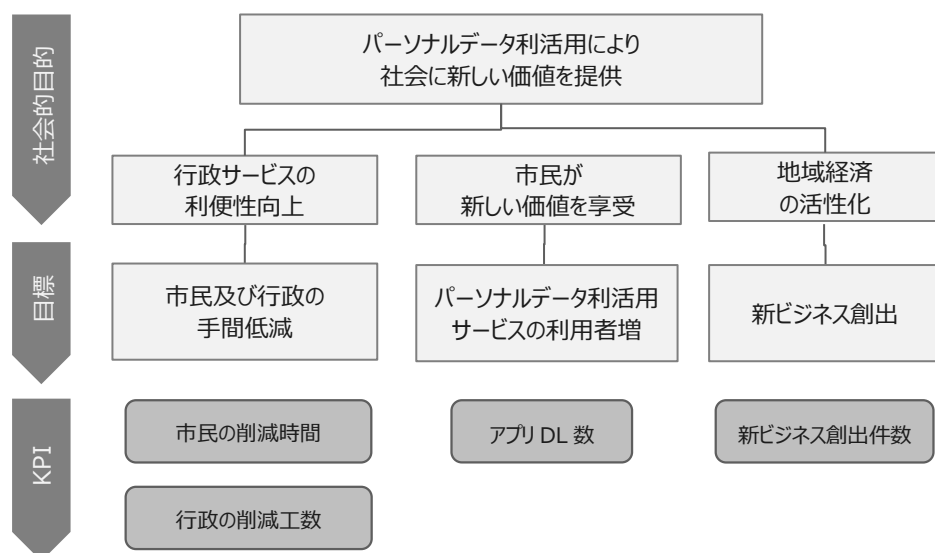 社会的目的
パーソナルデータ利活用により
社会に新しい価値を提供
行政サービスの
利便性向上
市民が
新しい価値を享受
地域経済
の活性化
目標
市民及び行政の
手間低減
パーソナルデータ利活用
サービスの利用者増
新ビジネス創出
KPI
市民の削減時間
アプリ DL 数
新ビジネス創出件数
行政の削減工数